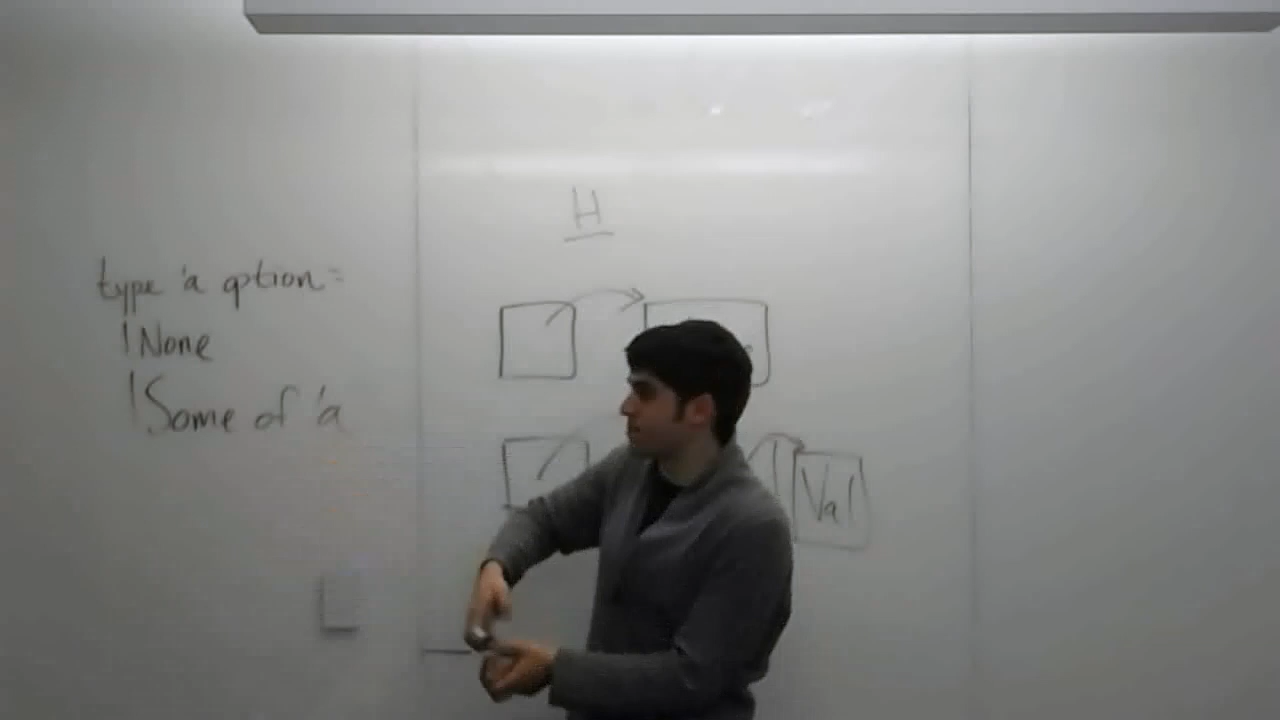 H
type 'a option =
| None
| Some of 'a
Val